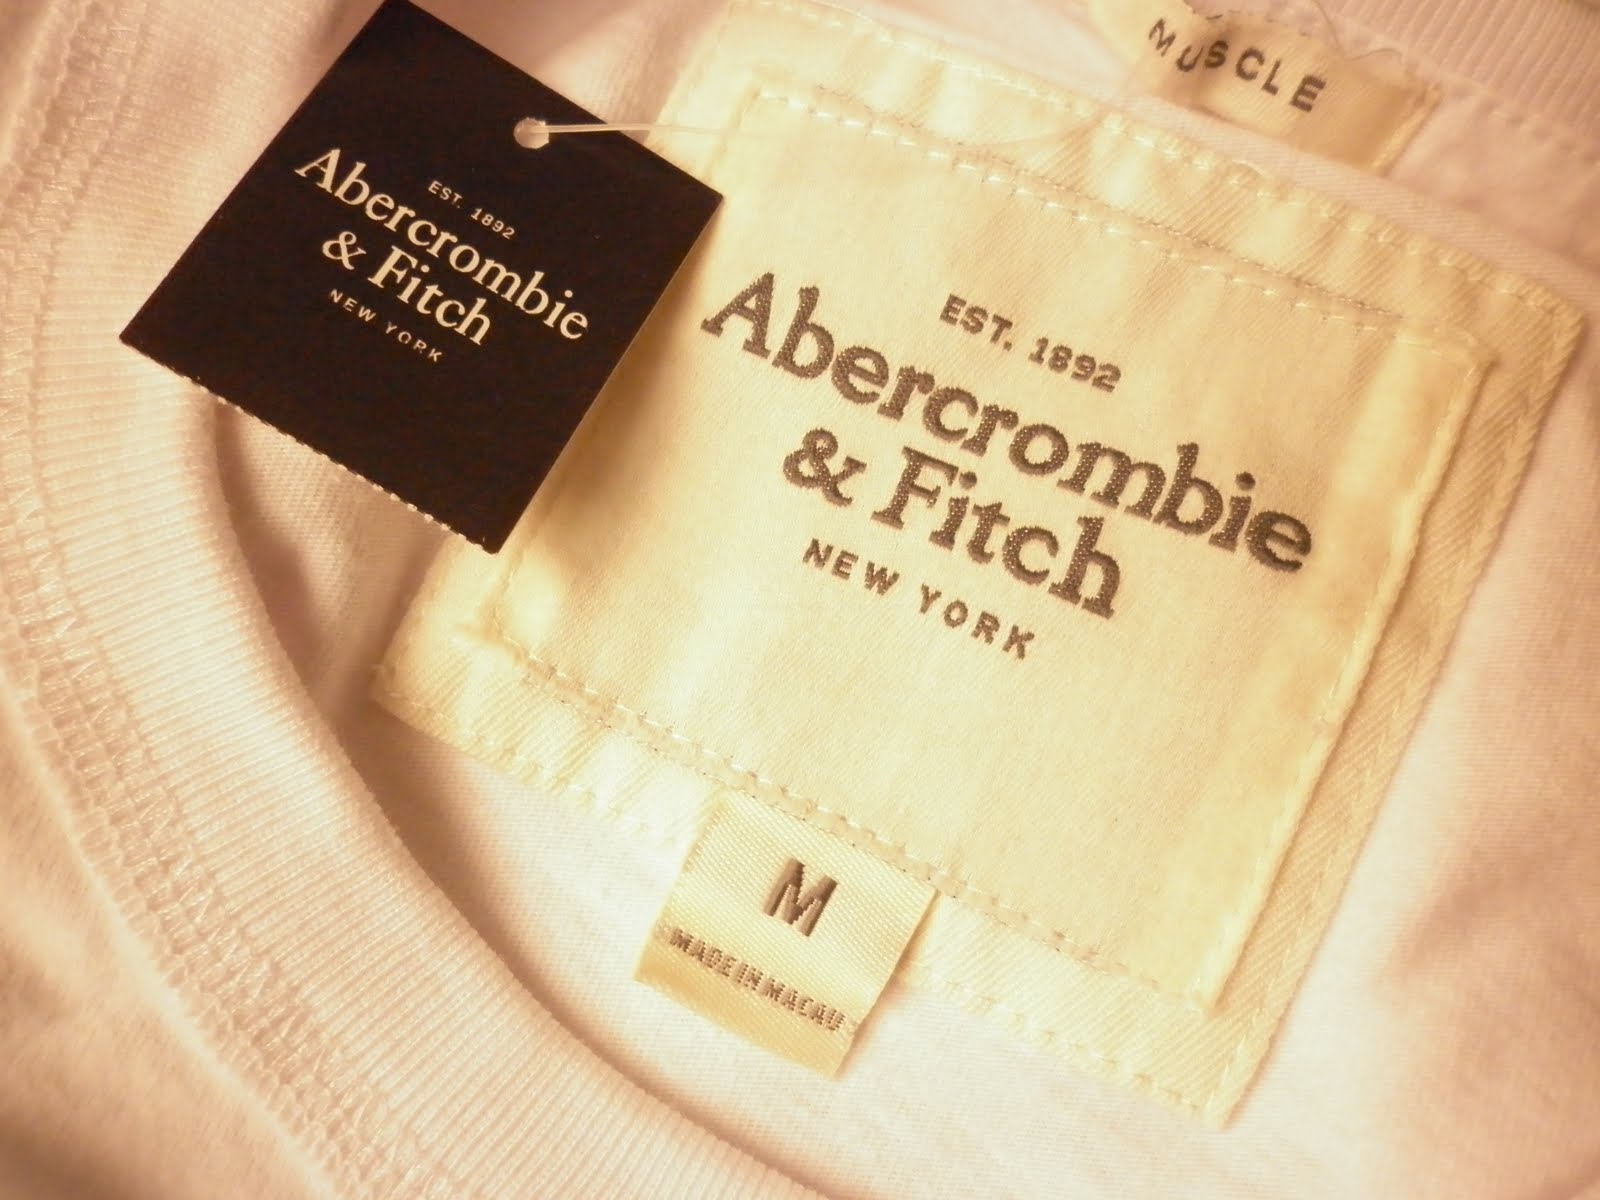 MUSCLE
EST. 1892
Abercrombie
& Fitch
NEW YORK
EST. 1892
Abercrombie
& Fitch
NEW YORK
M
MADE IN MACAU